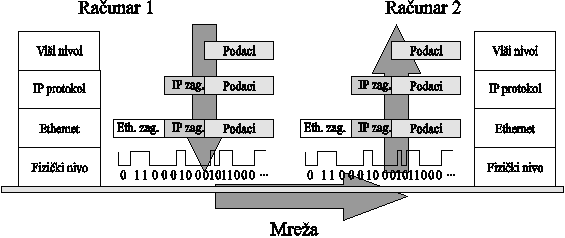 Računar 1
Računar 2
Viši nivoi
Podaci
Podaci
Viši nivoi
IP protokol
IP zag.
Podaci
IP zag.
Podaci
IP protokol
Ethernet
Eth. zag.
IP zag.
Podaci
Eth. zag.
IP zag.
Podaci
Ethernet
Fizički nivo
0 1 1 0 0 0 1 0 0 1 0 1 1 0 0 0 ...
0 1 1 0 0 0 1 0 0 1 0 1 1 0 0 0 ...
Fizički nivo
Mreža